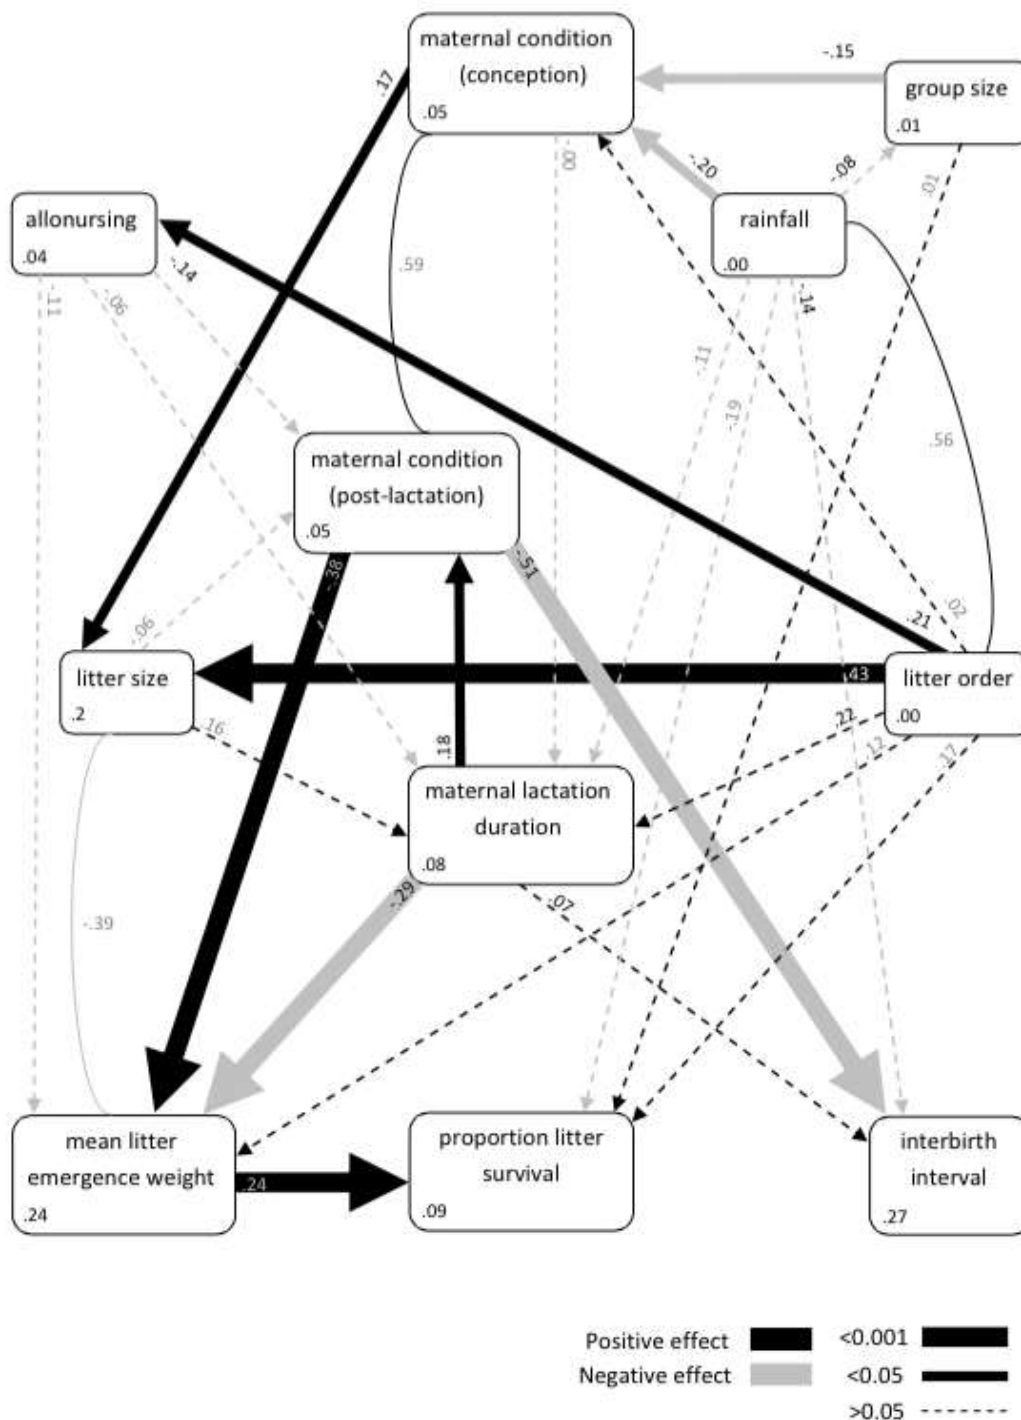 maternal condition
(conception)
.05
-.15
group size
.01
.17
-.20
-.08
.01
.00
allonursing
.04
rainfall
.00
-.14
.59
-.11
-.06
-.14
-.11
-.19
.56
maternal condition
(post-lactation)
.05
-.38
-.51
-.06
.02
.21
litter size
.2
.43
litter order
.00
.16
.18
.22
.12
.17
maternal lactation
duration
.08
-.29
.07
-.39
mean litter
emergence weight
.24
.24
proportion litter
survival
.09
interbirth
interval
.27
Positive effect
<0.001
Negative effect
<0.05
>0.05